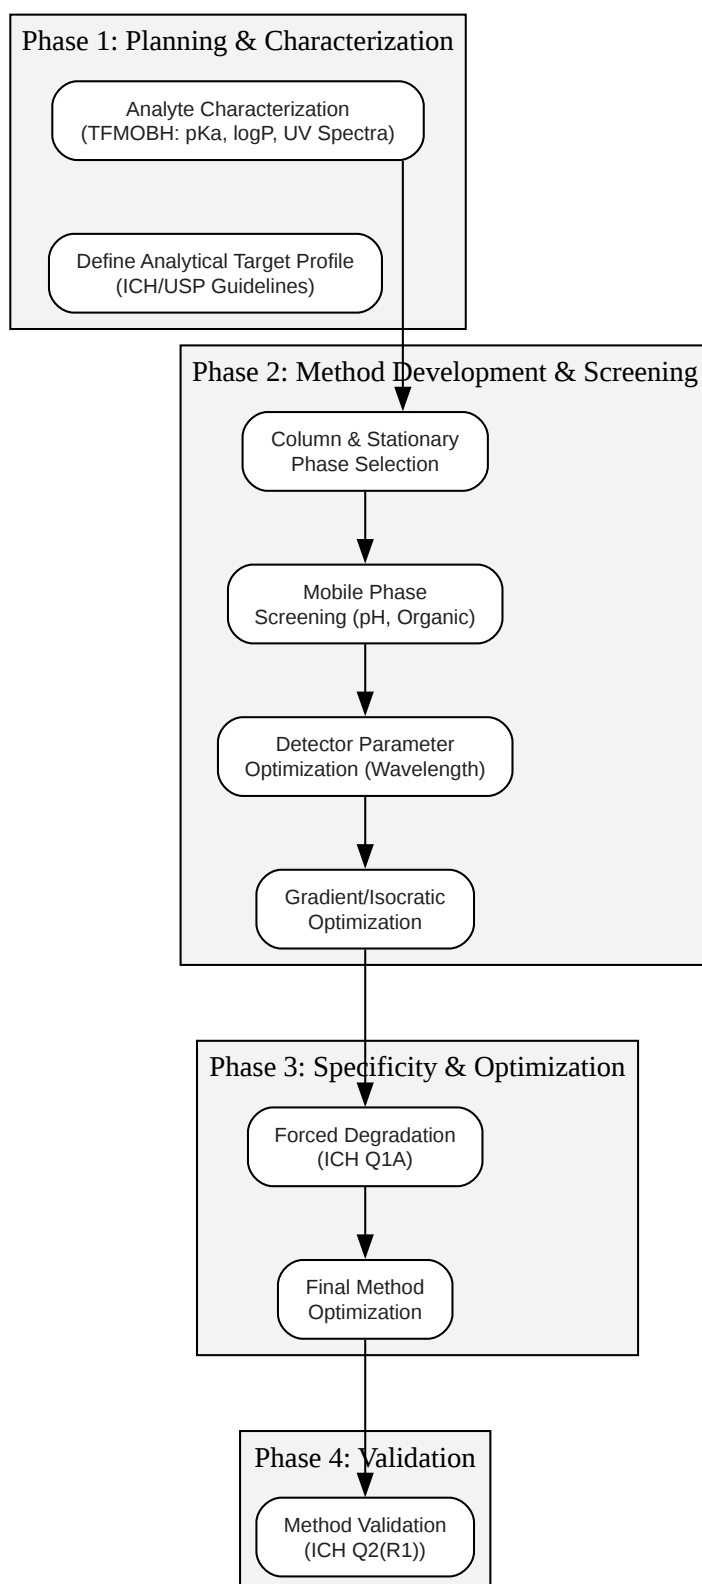 Phase 1: Planning & Characterization
Analyte Characterization
(TFMOBH: pKa, logP, UV Spectra)
Define Analytical Target Profile
(ICH/USP Guidelines)
Phase 2: Method Development & Screening
Column & Stationary
Phase Selection
Mobile Phase
Screening (pH, Organic)
Detector Parameter
Optimization (Wavelength)
Gradient/Isocratic
Optimization
Phase 3: Specificity & Optimization
Forced Degradation
(ICH Q1A)
Final Method
Optimization
Phase 4: Validation
Method Validation
(ICH Q2(R1))